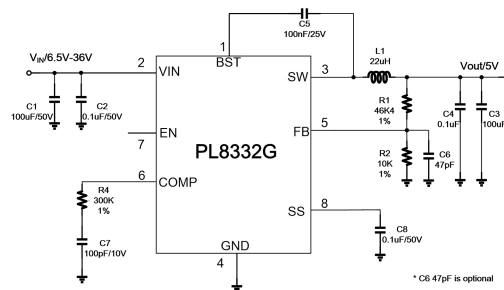 C5
100nF/25V
1
BST
VIN/6.5V-36V
2
VIN
L1
22uH
Vout/5V
SW
3
C1
100uF/50V
C2
0.1uF/50V
R1
46K4
1%
C4
0.1uF
C3
100uF
EN
7
FB
5
PL8332G
R2
10K
1%
C6
47pF
6
COMP
R4
300K
1%
SS
8
C7
100pF/10V
C8
0.1uF/50V
GND
4
* C6 47pF is optional